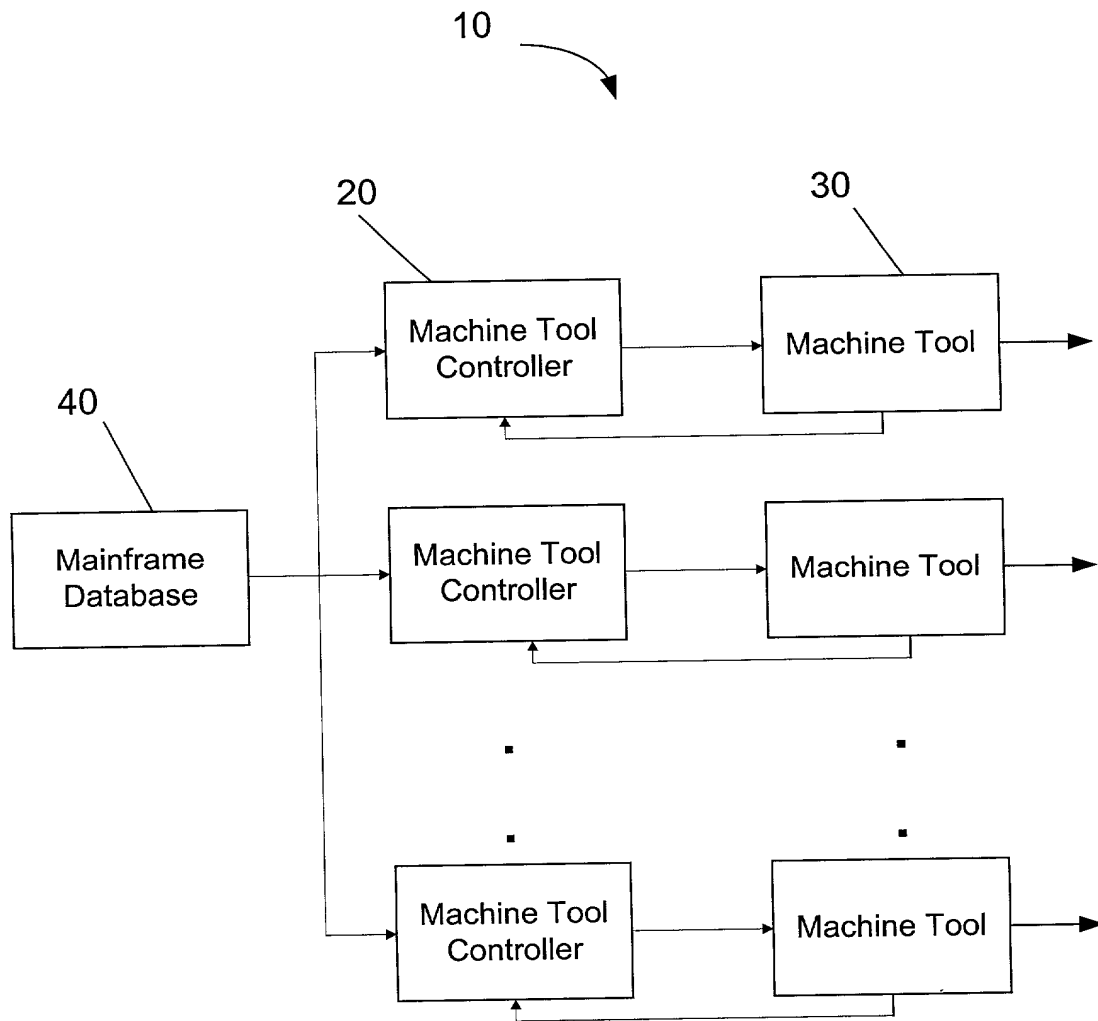 10
20
30
Machine Tool
Controller
Machine Tool
40
Mainframe
Database
Machine Tool
Controller
Machine Tool
Machine Tool
Controller
Machine Tool